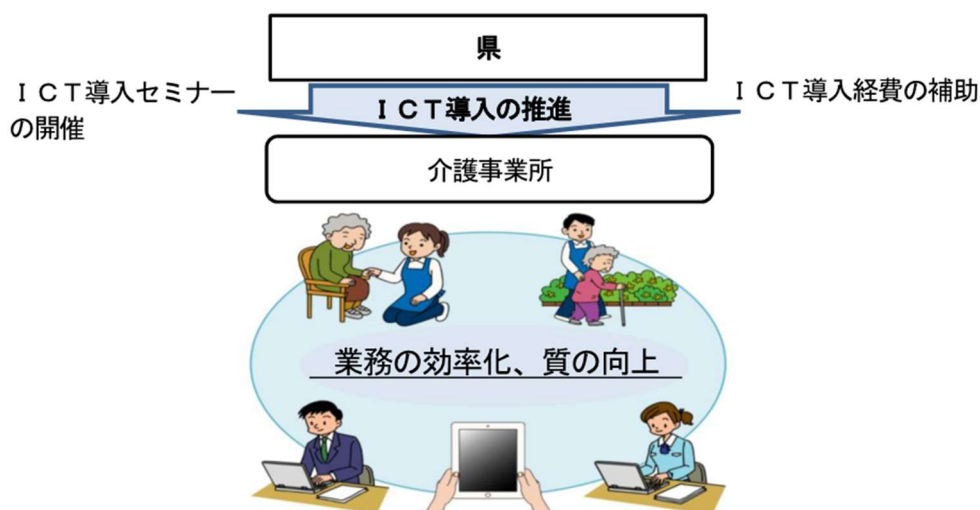 県
ＩＣＴ導入セミナー
の開催
ＩＣＴ導入の推進
ＩＣＴ導入経費の補助
介護事業所
業務の効率化、質の向上